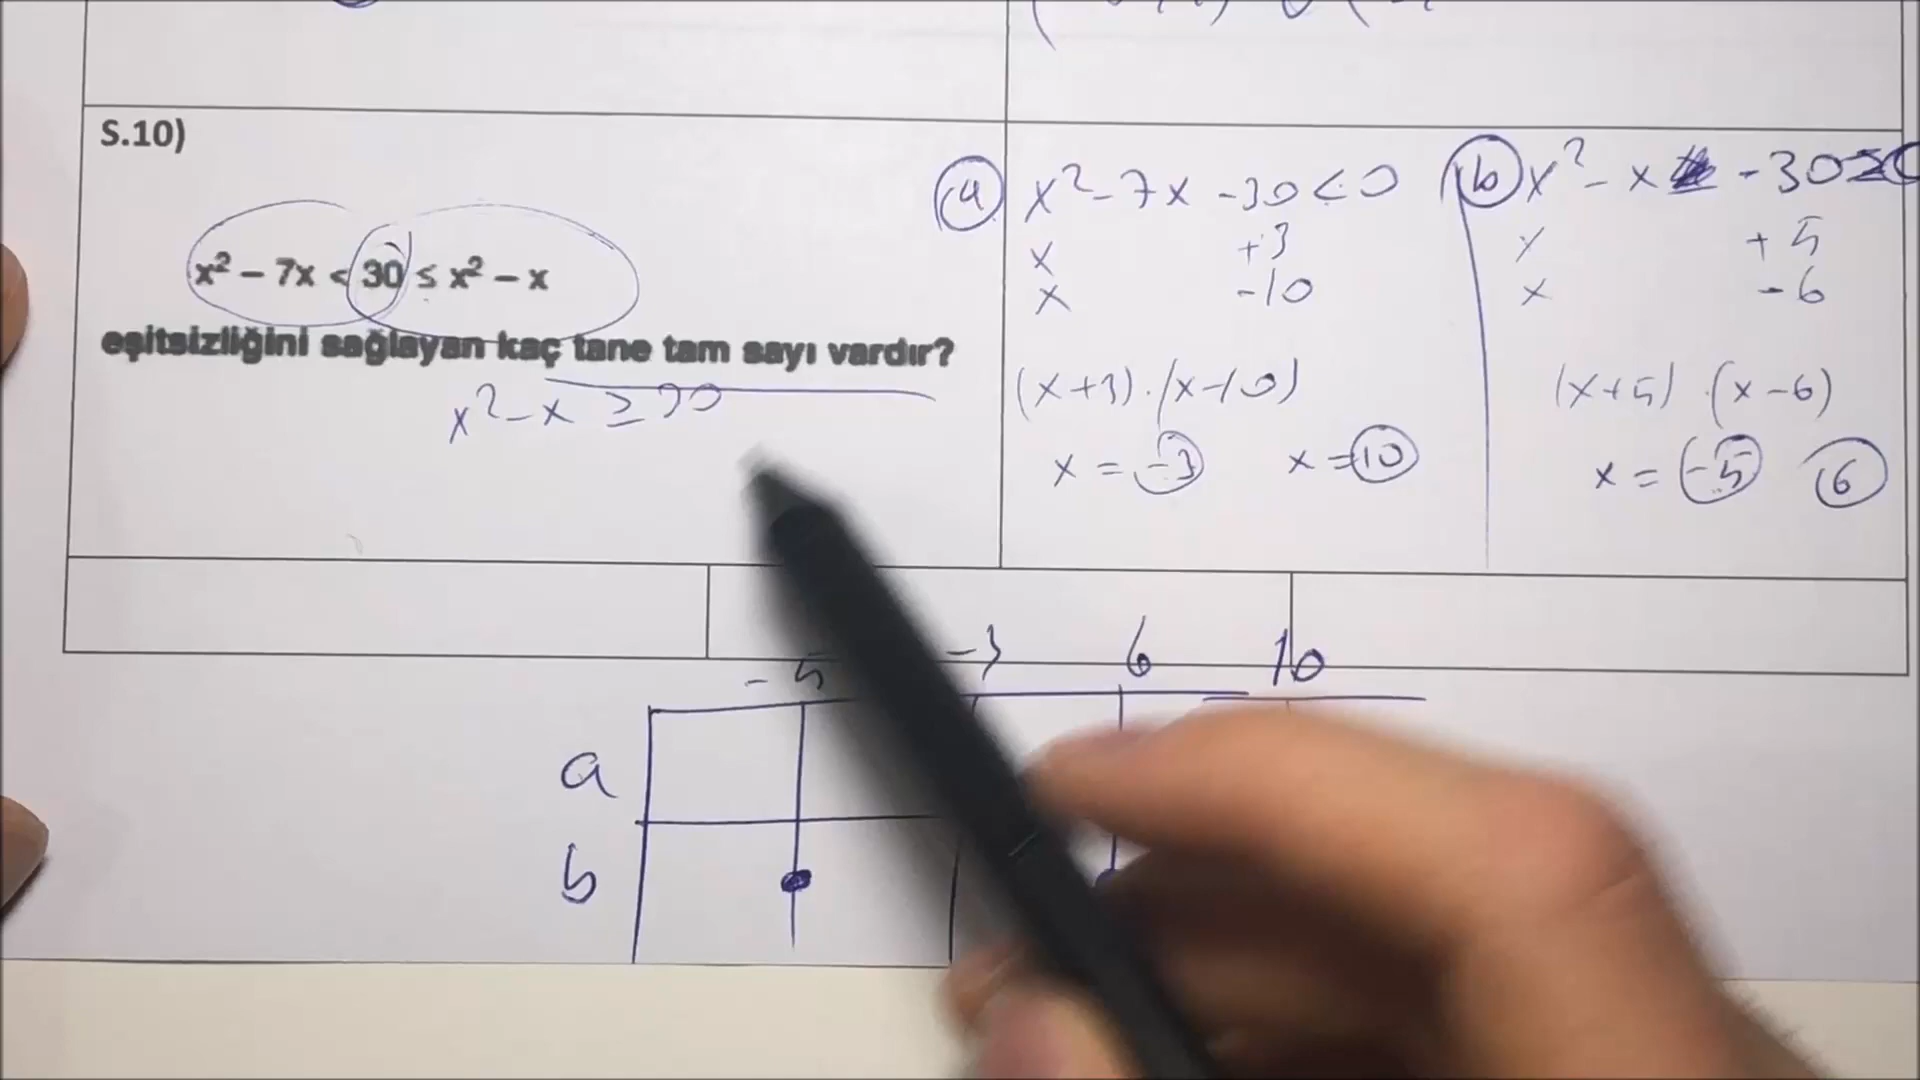 S.10)
x² - 7x < 30 ≤ x² - x
eşitsizliğini sağlayan kaç tane tam sayı vardır?
x² - x ≥ 30
a x² - 7x - 30 < 0
x +3
x -10
(x+3).(x-10)
x = -3 x = 10
b x² - x - 30 ≥ 0
x +5
x -6
(x+5).(x-6)
x = -5 6
-5 -3 6 10
a
b